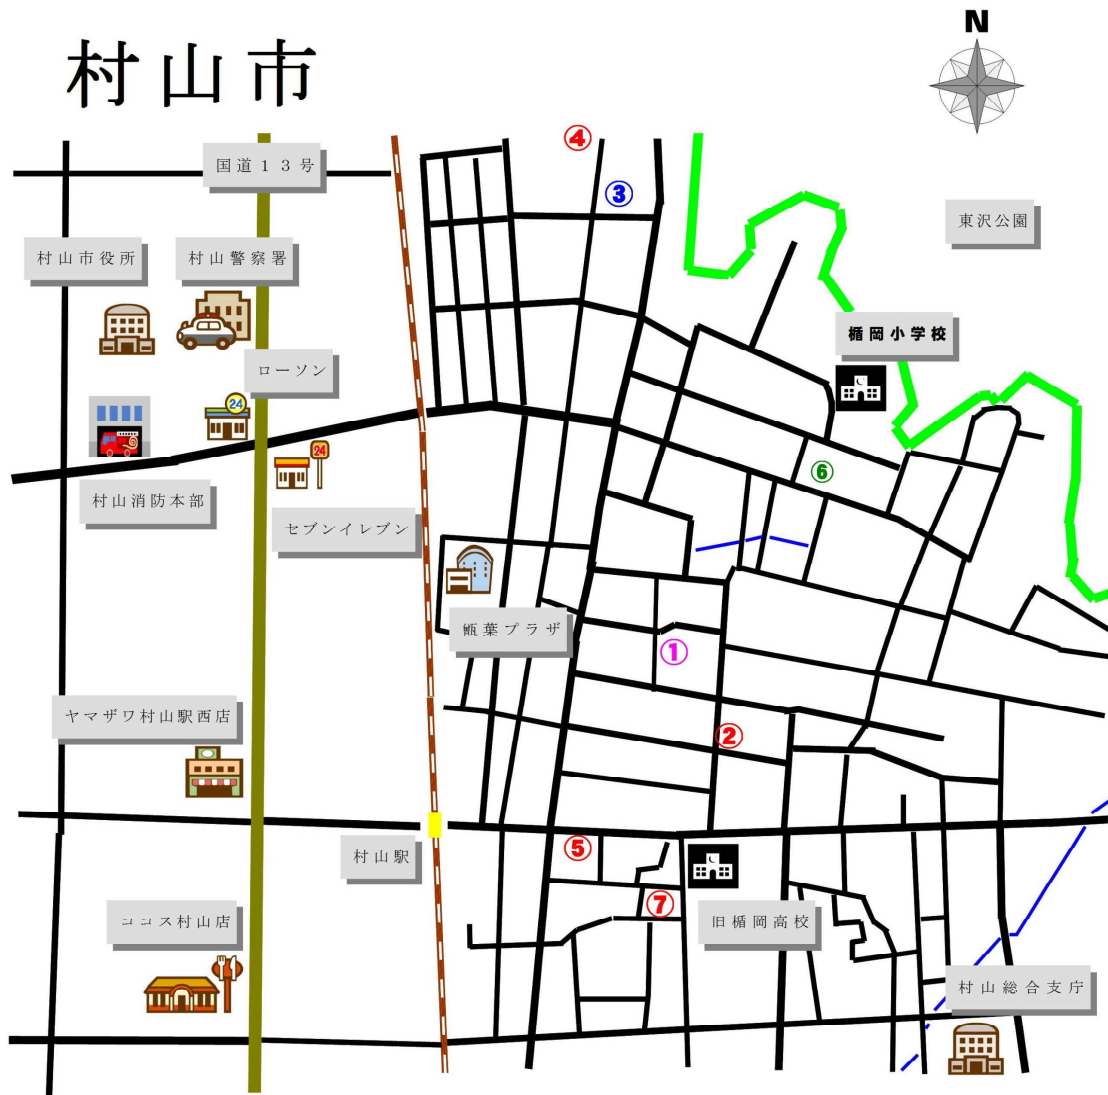 村山市
N
国道１３号
④
③
東沢公園
村山市役所
村山警察署
楯岡小学校
ローソン
24
24
⑥
村山消防本部
セブンイレブン
甑葉プラザ
①
ヤマザワ村山駅西店
②
村山駅
⑤
⑦
ココス村山店
旧楯岡高校
村山総合支庁